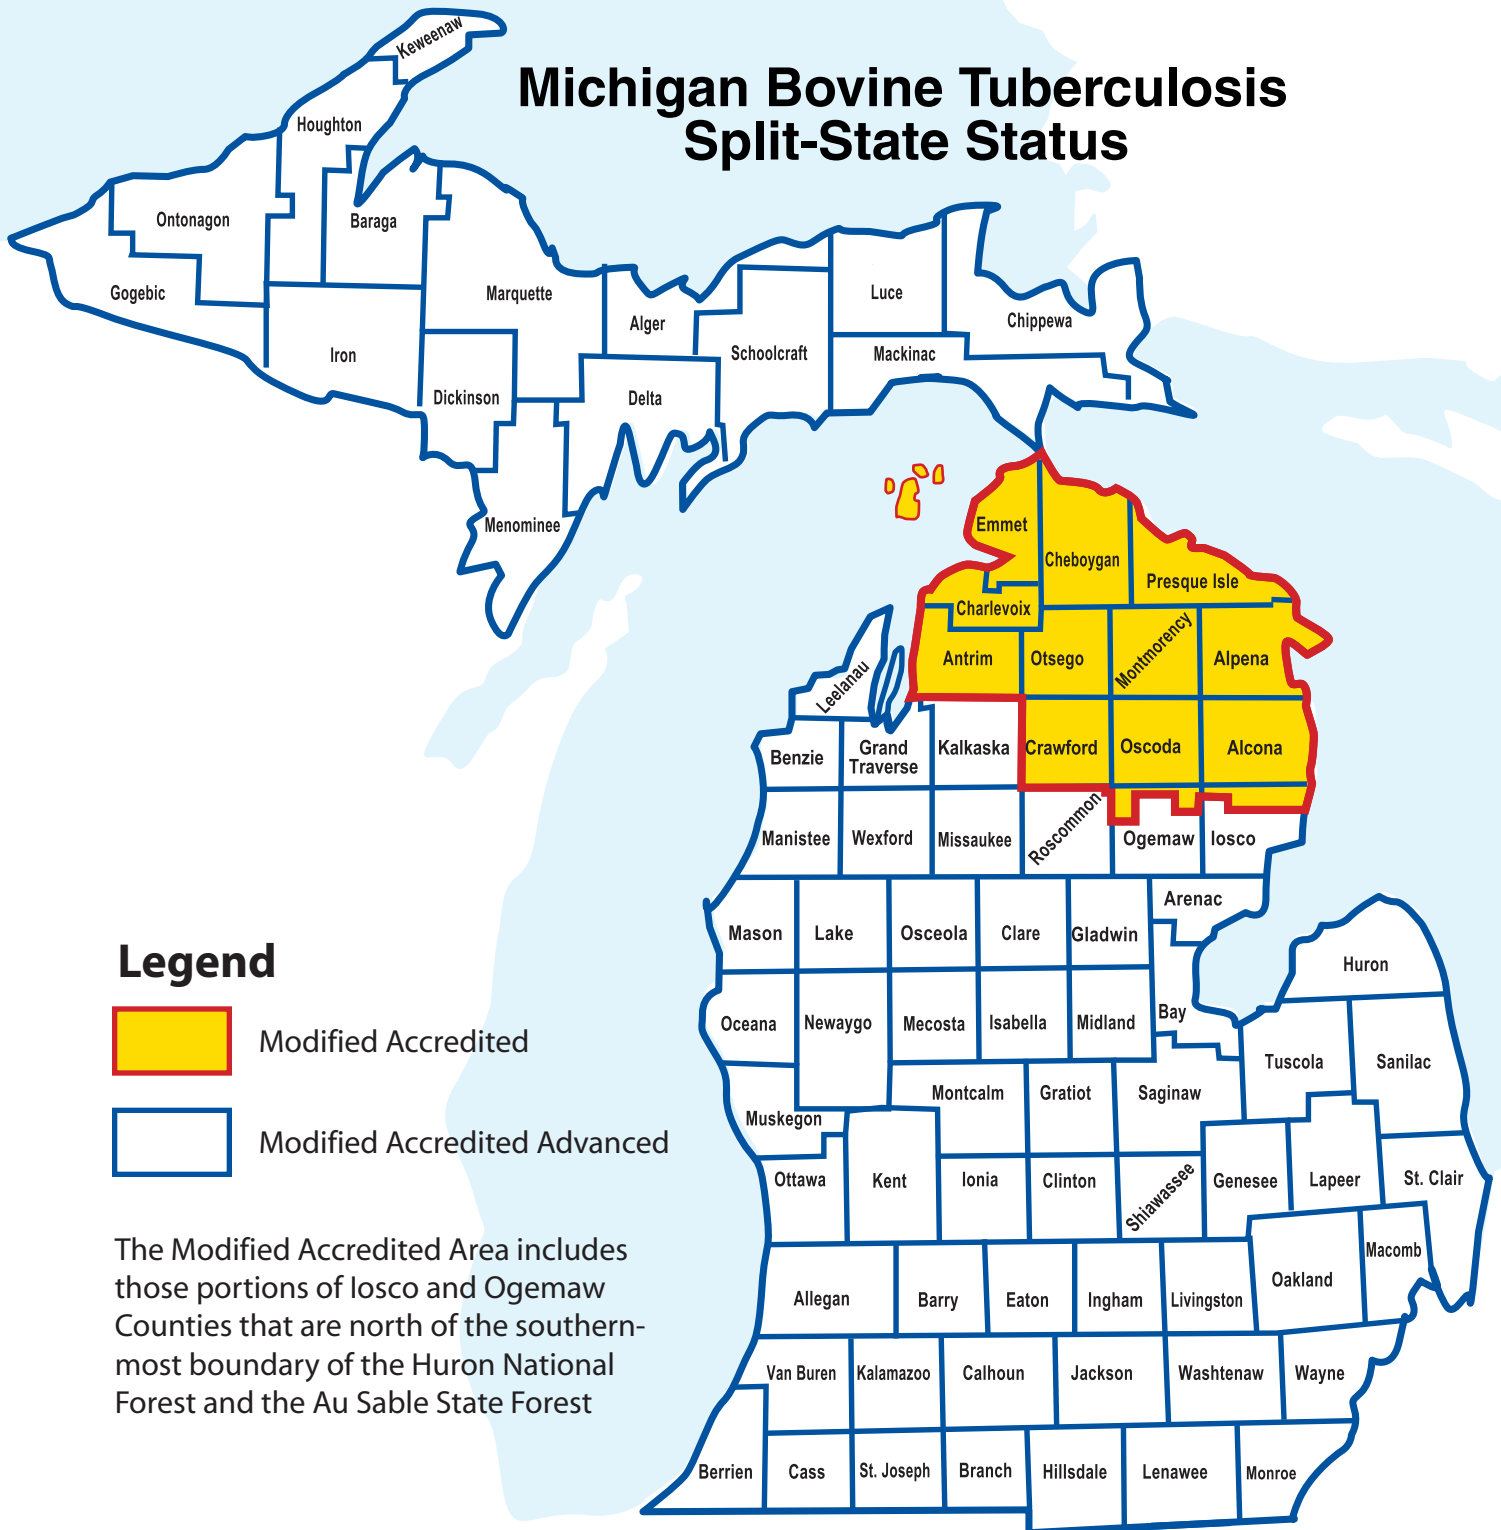 Michigan Bovine Tuberculosis
Split-State Status
Keweenaw
Houghton
Ontonagon
Baraga
Gogebic
Marquette
Iron
Alger
Luce
Chippewa
Schoolcraft
Mackinac
Dickinson
Delta
Menominee
Emmet
Cheboygan
Presque Isle
Charlevoix
Antrim
Otsego
Montmorency
Alpena
Leelanau
Benzie
Grand
Traverse
Kalkaska
Crawford
Oscoda
Alcona
Manistee
Wexford
Missaukee
Roscommon
Ogemaw
Iosco
Arenac
Mason
Lake
Osceola
Clare
Gladwin
Huron
Oceana
Newaygo
Mecosta
Isabella
Midland
Bay
Tuscola
Sanilac
Muskegon
Montcalm
Gratiot
Saginaw
Ottawa
Kent
Ionia
Clinton
Shiawassee
Genesee
Lapeer
St. Clair
Allegan
Barry
Eaton
Ingham
Livingston
Oakland
Macomb
Van Buren
Kalamazoo
Calhoun
Jackson
Washtenaw
Wayne
Berrien
Cass
St. Joseph
Branch
Hillsdale
Lenawee
Monroe
Legend
Modified Accredited
Modified Accredited Advanced
The Modified Accredited Area includes
those portions of Iosco and Ogemaw
Counties that are north of the southern-
most boundary of the Huron National
Forest and the Au Sable State Forest